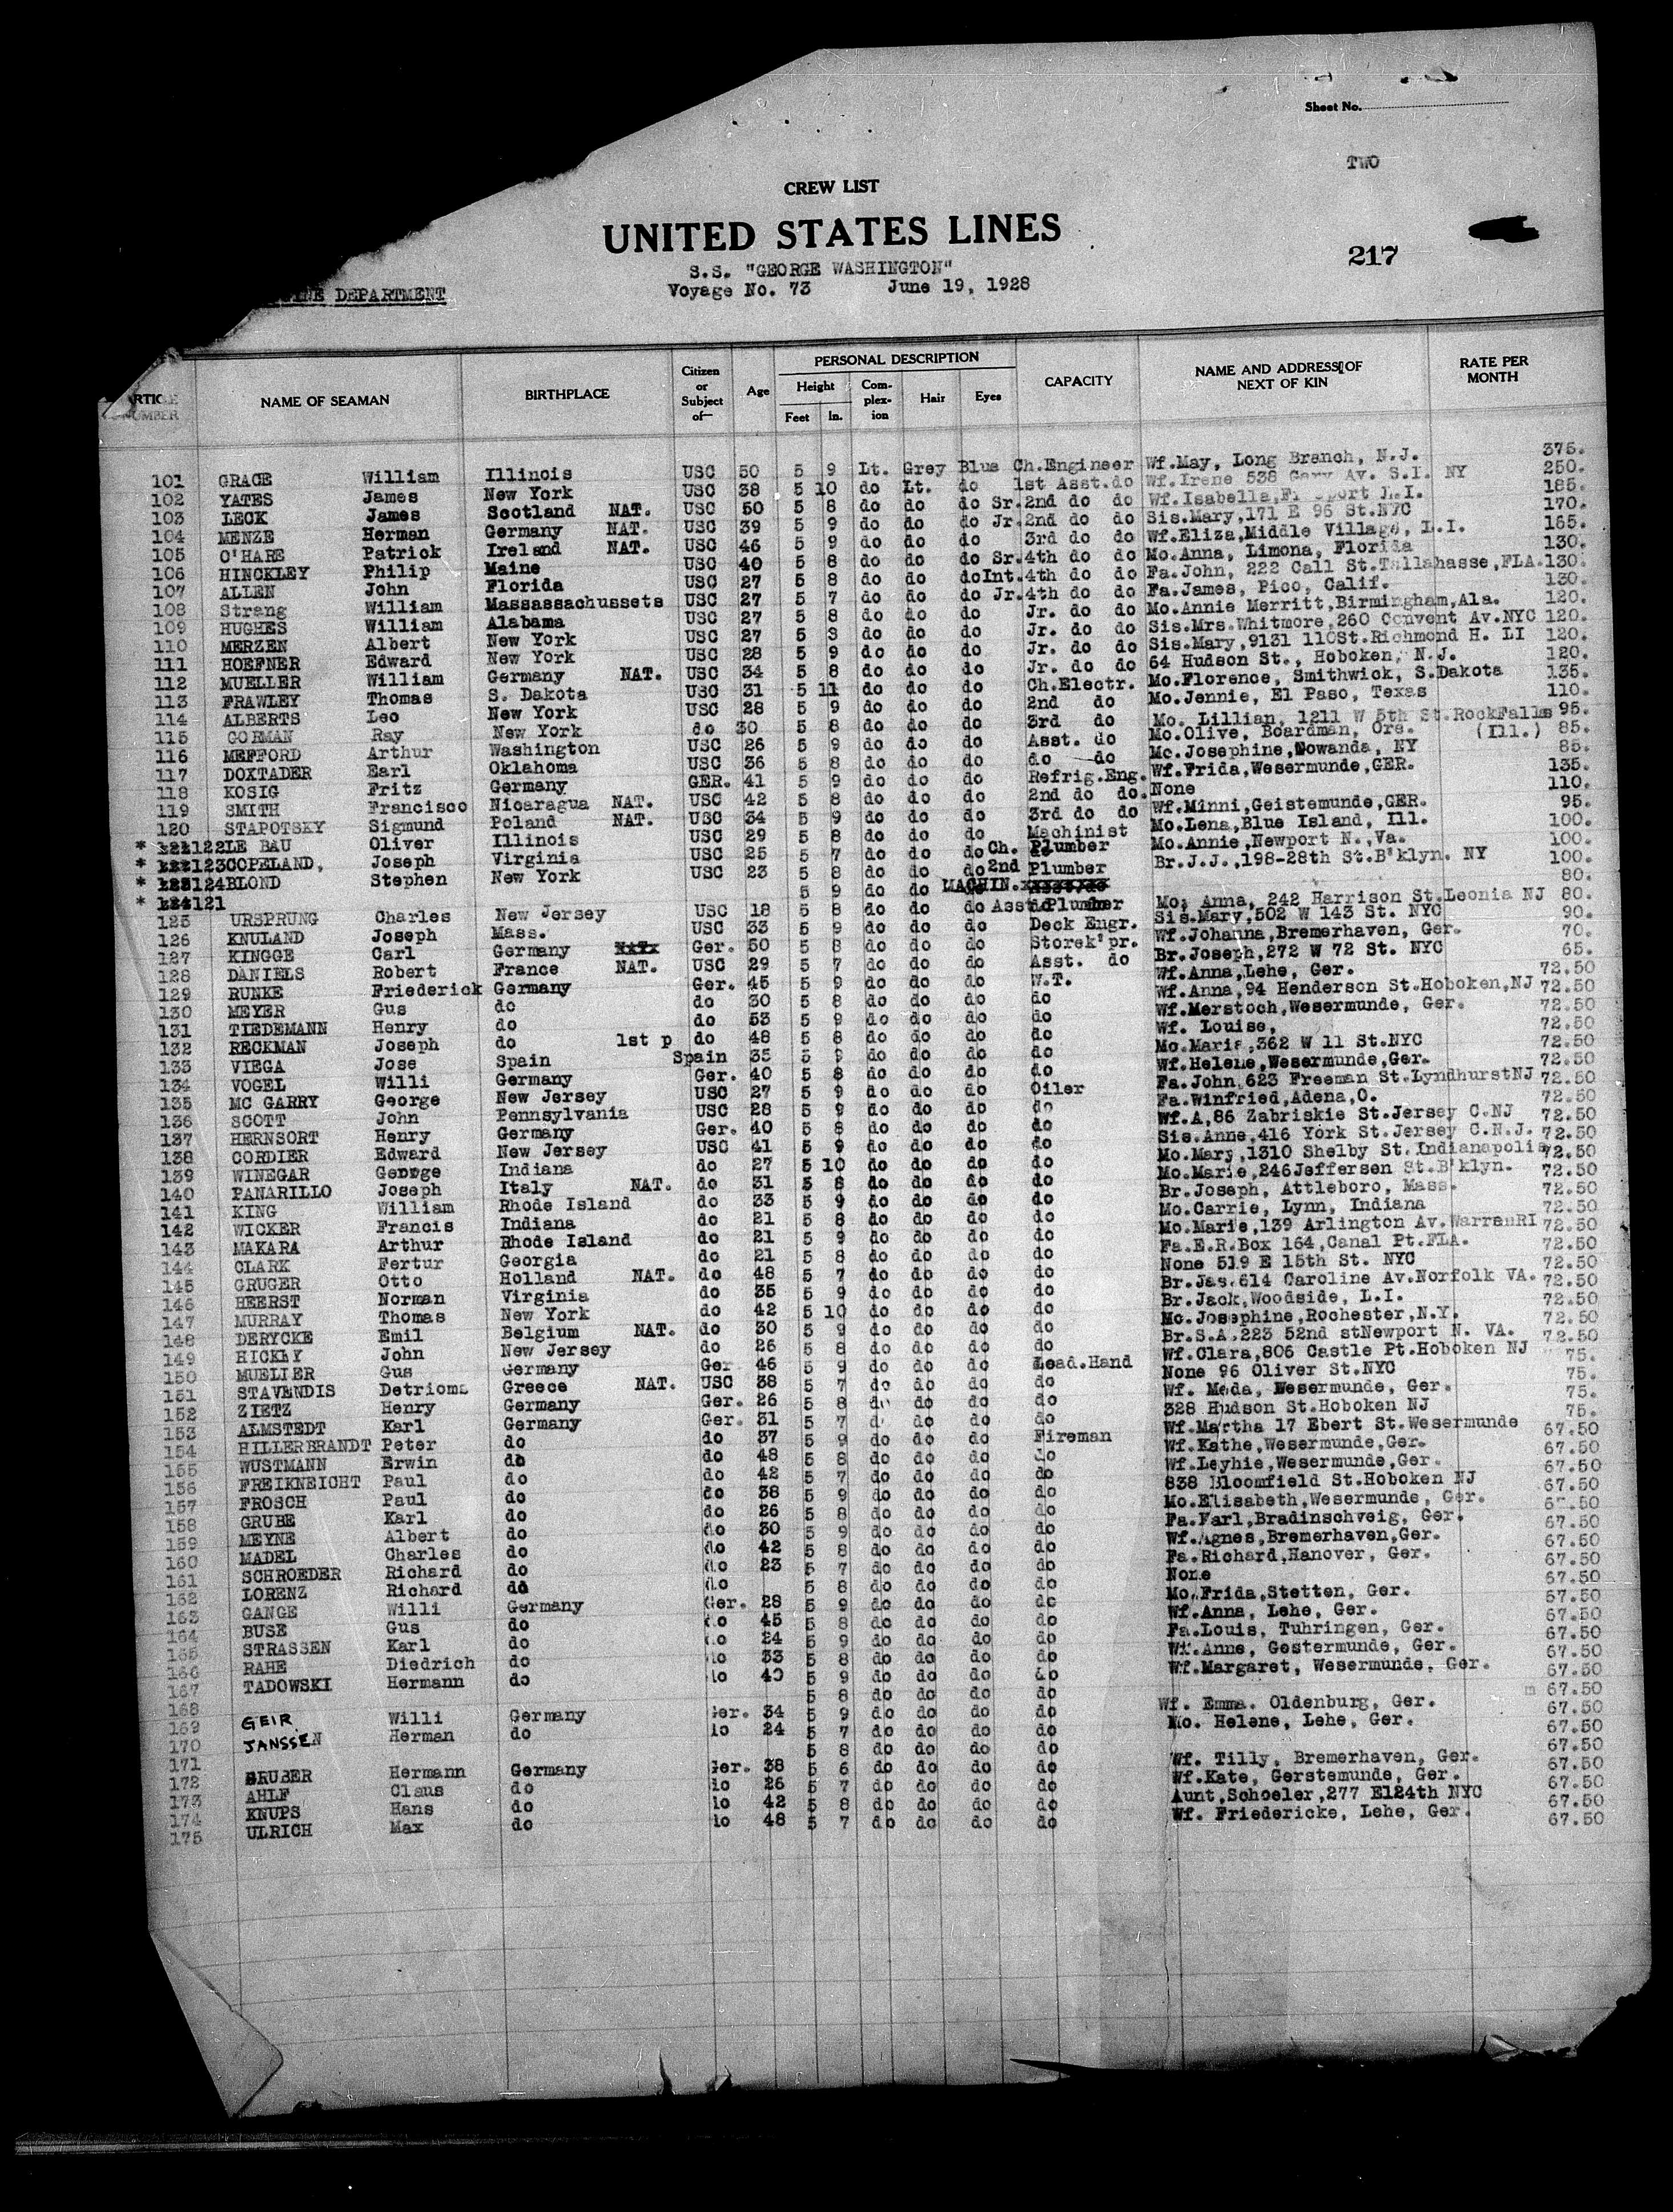 Sheet No.
TWO
CREW LIST
UNITED STATES LINES
217
S.S. "GEORGE WASHINGTON"
INE DEPARTMENT
Voyage No. 73 June 19, 1928
ARTICLE NUMBER NAME OF SEAMAN BIRTHPLACE Citizen or Subject of— Age PERSONAL DESCRIPTION Height Feet In. Com-plex-ion Hair Eyes CAPACITY NAME AND ADDRESS OF NEXT OF KIN RATE PER MONTH
101 GRACE William Illinois USC 50 5 9 Lt. Grey Blue Ch.Engineer Wf.May, Long Branch, N.J. 375.
102 YATES James New York USC 38 5 10 do Lt. do 1st Asst.do Wf.Irene 538 Gary Av. S.I. NY 250.
103 LECK James Scotland NAT. USC 50 5 8 do do do Sr.2nd do do Wf.Isabella, L.I. 185.
104 MENZE Herman Germany NAT. USC 39 5 9 do do do Jr.2nd do do Sis.Mary,171 E 96 St.NYC 170.
105 O'HARE Patrick Ireland NAT. USC 46 5 9 do do do 3rd do do Wf.Eliza,Middle Village, L.I. 165.
106 HINCKLEY Philip Maine USC 40 5 8 do do do Sr.4th do do Mo.Anna, Limona, Florida 130.
107 ALLEN John Florida USC 27 5 8 do do do Int.4th do do Fa.John, 222 Call St.Tallahasse,FLA. 130.
108 Strang William Massassachussets USC 27 5 7 do do do Jr.4th do do Fa.James, Pico, Calif. 130.
109 HUGHES William Alabama USC 27 5 8 do do do Jr. do do Mo.Annie Merritt,Birmingham,Ala. 120.
110 MERZEN Albert New York USC 27 5 8 do do do Jr. do do Sis.Mrs.Whitmore,260 Convent Av.NYC 120.
111 HOEFNER Edward New York USC 28 5 9 do do do Jr. do do Sis.Mary,9131 110St.Richmond H. LI 120.
112 MUELLER William Germany NAT. USC 34 5 8 do do do Jr. do do 64 Hudson St., Hoboken, N.J. 120.
113 FRAWLEY Thomas S. Dakota USC 31 5 11 do do do Ch.Electr. Mo.Florence, Smithwick, S.Dakota 135.
114 ALBERTS Leo New York USC 28 5 9 do do do 2nd do Mo.Jennie, El Paso, Texas 110.
115 GORMAN Ray New York do 30 5 8 do do do 3rd do Mo. Lillian, 1211 W 5th St.RockFalls (Ill.) 95.
116 MEFFORD Arthur Washington USC 26 5 9 do do do Asst. do Mo.Olive, Boardman, Ore. 85.
117 DOXTADER Earl Oklahoma USC 36 5 8 do do do do do Mo.Josephine,Gowanda, NY 85.
118 KOSIG Fritz Germany GER. 41 5 9 do do do Refrig.Eng. Wf.Frida,Wesermunde,GER. 135.
119 SMITH Francisco Nicaragua NAT. USC 42 5 8 do do do 2nd do do. None 110.
120 STAPOTSKY Sigmund Poland NAT. USC 34 5 9 do do do 3rd do do Wf.Minni,Geistemunde,GER. 95.
* 122 LE BAU Oliver Illinois USC 29 5 8 do do do Machinist Mo.Lena,Blue Island, Ill. 100.
* 123 COPELAND, Joseph Virginia USC 25 5 7 do do do Ch. Plumber Mo.Annie,Newport N.,Va. 100.
* 124 BLOND Stephen New York USC 23 5 8 do do do 2nd Plumber Br.J.J.,198-28th St.B'klyn. NY 100.
* 121 5 9 do do MACHIN. 80.
125 URSPRUNG Charles New Jersey USC 18 5 8 do do do Asst Plumber Mo. Anna, 242 Harrison St.Leonia NJ 80.
126 KNULAND Joseph Mass. USC 33 5 9 do do do Deck Engr. Sis.Mary,502 W 143 St. NYC 90.
127 KINGGE Carl Germany Ger. 50 5 8 do do do Storek'pr. Wf.Johanna,Bremerhaven, Ger. 70.
128 DANIELS Robert France NAT. USC 29 5 7 do do do Asst. do Br.Joseph,272 W 72 St. NYC 65.
129 RUNKE Friederick Germany Ger. 45 5 9 do do do W.T. Wf.Anna,Lehe, Ger. 72.50
130 MEYER Gus do do 30 5 8 do do do do Wf.Anna,94 Henderson St.Hoboken,NJ 72.50
131 TIEDEMANN Henry do do 53 5 9 do do do do Wf.Merstoch,Wesermunde, Ger. 72.50
132 RECKMAN Joseph do 1st p do 48 5 8 do do do do Wf. Louise, 72.50
133 VIEGA Jose Spain Spain 35 5 9 do do do do Mo.Maria,362 W 11 St.NYC 72.50
134 VOGEL Willi Germany Ger. 40 5 8 do do do do Wf.Helene,Wesermunde,Ger. 72.50
135 MC GARRY George New Jersey USC 27 5 9 do do do Oiler Fa.John,623 Freeman St.LyndhurstNJ 72.50
136 SCOTT John Pennsylvania USC 28 5 9 do do do do Fa.Winfried,Adena,O. 72.50
137 HERNSORT Henry Germany Ger. 40 5 8 do do do do Wf.A,86 Zabriskie St.Jersey C.NJ 72.50
138 CORDIER Edward New Jersey USC 41 5 9 do do do do Sis.Anne,416 York St.Jersey C.N.J. 72.50
139 WINEGAR George Indiana do 27 5 10 do do do do Mo.Mary,1310 Shelby St.Indianapolis 72.50
140 PANARILLO Joseph Italy NAT. do 31 5 8 do do do do Mo.Marie,246Jefferson St.B'klyn. 72.50
141 KING William Rhode Island do 33 5 9 do do do do Br.Joseph, Attleboro, Mass. 72.50
142 WICKER Francis Indiana do 21 5 8 do do do do Mo.Carrie, Lynn, Indiana 72.50
143 MAKARA Arthur Rhode Island do 21 5 9 do do do do Mo.Marie,139 Arlington Av.WarrenRI 72.50
144 CLARK Fertur Georgia do 21 5 8 do do do do Fa.E.R.Box 164,Canal Pt.FLA. 72.50
145 GRUGER Otto Holland NAT. do 48 5 7 do do do do None 519 E 15th St. NYC 72.50
146 HEERST Norman Virginia do 35 5 9 do do do do Br.Jas.614 Caroline Av.Norfolk VA. 72.50
147 MURRAY Thomas New York do 42 5 10 do do do do Br.Jack,Woodside, L.I. 72.50
148 DERYCKE Emil Belgium NAT. do 30 5 9 do do do do Mo.Josephine,Rochester,N.Y. 72.50
149 HICKEY John New Jersey do 26 5 8 do do do do Br.S.A.223 52nd stNewport N. VA. 72.50
150 MUELLER Gus Germany Ger 46 5 9 do do do Lead.Hand Wf.Clara,806 Castle Pt.Hoboken NJ 75.
151 STAVENDIS Detrioms Greece NAT. USC 38 5 7 do do do do None 96 Oliver St.NYC 75.
152 ZIETZ Henry Germany Ger. 26 5 8 do do do do Wf. Meda, Wesermunde, Ger. 75.
153 ALMSTEDT Karl Germany Ger. 31 5 7 do do do do 328 Hudson St.Hoboken NJ 75.
154 HILLERBRANDT Peter do do 37 5 9 do do do Fireman Wf.Martha 17 Ebert St.Wesermunde 67.50
155 WUSTMANN Erwin do do 48 5 8 do do do do Wf.Kathe,Wesermunde,Ger. 67.50
156 FREIKNEICHT Paul do do 42 5 7 do do do do Wf.Leyhie,Wesermunde,Ger. 67.50
157 FROSCH Paul do do 38 5 9 do do do do 838 Bloomfield St.Hoboken NJ 67.50
158 GRUBE Karl do do 26 5 8 do do do do Mo.Elisabeth,Wesermunde, Ger. 67.50
159 MEYNE Albert do do 30 5 9 do do do do Fa.Karl,Bradinschveig, Ger. 67.50
160 MADEL Charles do do 42 5 8 do do do do Wf.Agnes,Bremerhaven,Ger. 67.50
161 SCHROEDER Richard do do 23 5 7 do do do do Fa.Richard,Hanover, Ger. 67.50
162 LORENZ Richard do do 5 8 do do do do None 67.50
163 GANGE Willi Germany Ger. 28 5 9 do do do do Mo.Frida,Stetten, Ger. 67.50
164 BUSE Gus do do 45 5 8 do do do do Wf.Anna, Lehe, Ger. 67.50
165 STRASSEN Karl do do 24 5 9 do do do do Fa.Louis, Tuhringen, Ger. 67.50
166 RAHE Diedrich do do 33 5 8 do do do do Wf.Anne, Gestermunde, Ger. 67.50
167 TADOWSKI Hermann do do 40 5 9 do do do do Wf.Margaret, Wesermunde, Ger. 67.50
168 5 8 do do do do m 67.50
169 GEIR Willi Germany Ger. 34 5 9 do do do do Wf. Emma. Oldenburg, Ger. 67.50
170 JANSSEN Herman do do 24 5 7 do do do do Mo. Helene, Lehe, Ger. 67.50
171 5 8 do do do do 67.50
172 GRUBER Hermann Germany Ger. 38 5 6 do do do do Wf. Tilly, Bremerhaven, Ger. 67.50
173 AHLF Claus do do 26 5 7 do do do do Wf.Kate, Gerstemunde, Ger. 67.50
174 KNUPS Hans do do 42 5 8 do do do do Aunt,Schoeler,277 E124th NYC 67.50
175 ULRICH Max do do 48 5 7 do do do do Wf. Friedericke, Lehe, Ger. 67.50